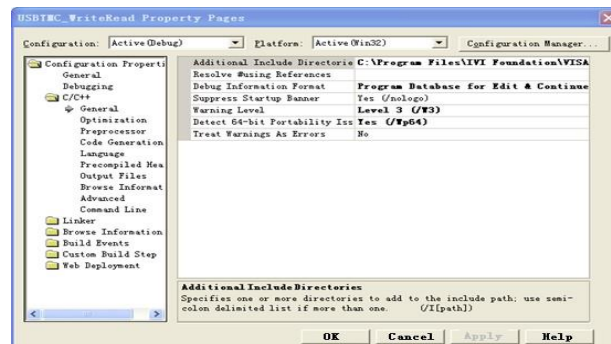 USBTMC_WriteRead Property Pages
Configuration: Active(Debug) Platform: Active(Win32) Configuration Manager...
Configuration Properti
General
Debugging
C/C++
General
Optimization
Preprocessor
Code Generation
Language
Precompiled Hea
Output Files
Browse Informat
Advanced
Command Line
Linker
Browse Information
Build Events
Custom Build Step
Web Deployment
Additional Include Directorie C:\Program Files\IVI Foundation\VISA
Resolve #using References
Debug Information Format Program Database for Edit & Continue
Suppress Startup Banner Yes (/nologo)
Warning Level Level 3 (/W3)
Detect 64-bit Portability Iss Yes (/Wp64)
Treat Warnings As Errors No
Additional Include Directories
Specifies one or more directories to add to the include path; use semi-
colon delimited list if more than one. (/I[path])
OK Cancel Apply Help